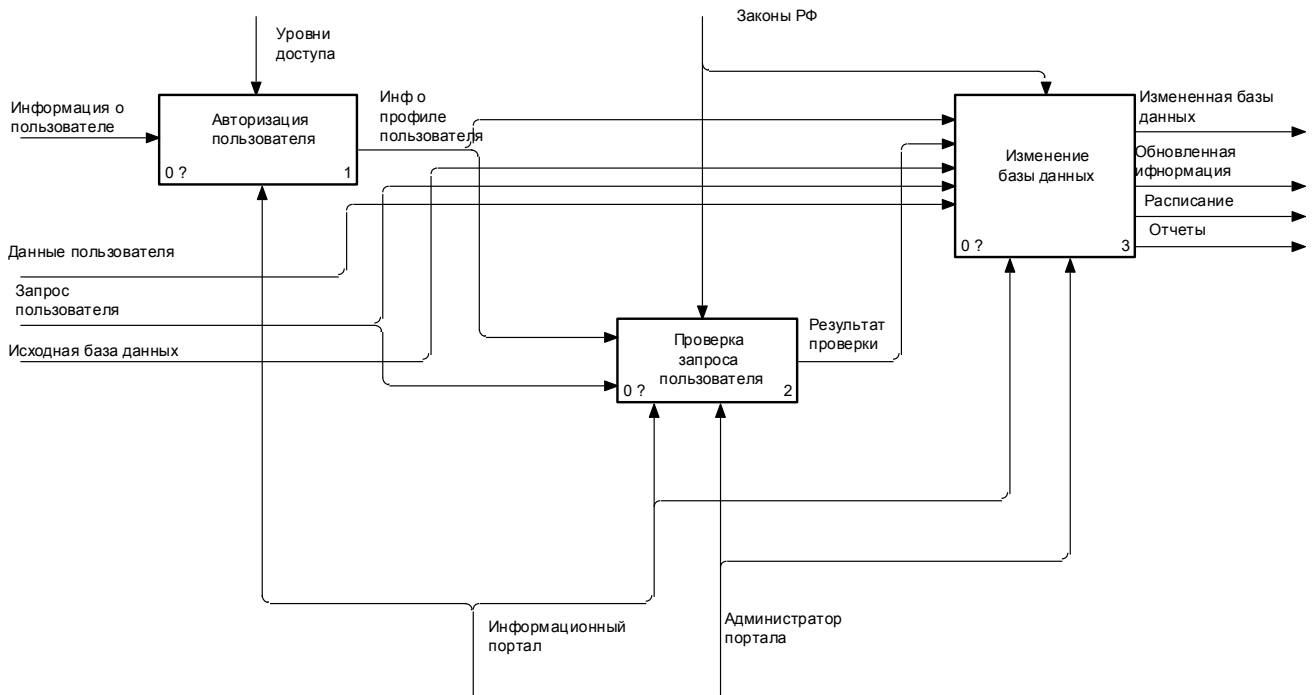 Законы РФ
Уровни
доступа
Информация о
пользователе
Авторизация
пользователя
0 ?
1
Инф о
профиле
пользователя
Изменение
базы данных
0 ?
3
Измененная базы
данных
Обновленная
ифнормация
Расписание
Отчеты
Данные пользователя
Запрос
пользователя
Исходная база данных
Проверка
запроса
пользователя
0 ?
2
Результат
проверки
Информационный
портал
Администратор
портала